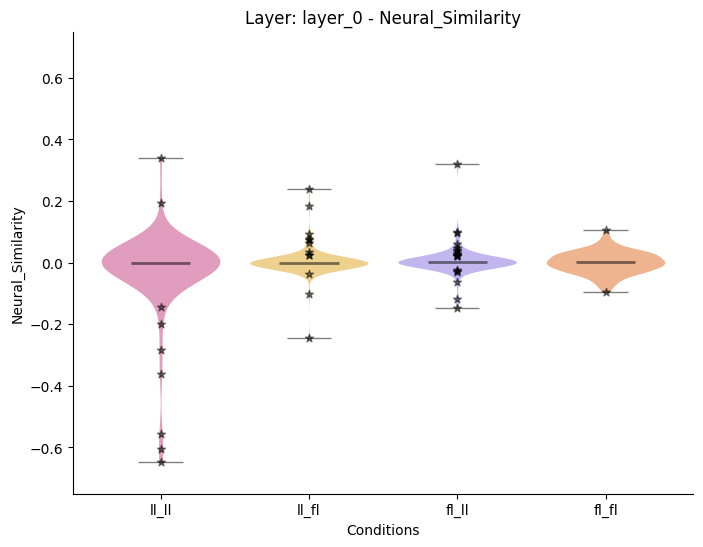 Layer: layer_0 - Neural_Similarity
Neural_Similarity
0.6
0.4
0.2
0.0
−0.2
−0.4
−0.6
ll_ll
ll_fl
fl_ll
fl_fl
Conditions